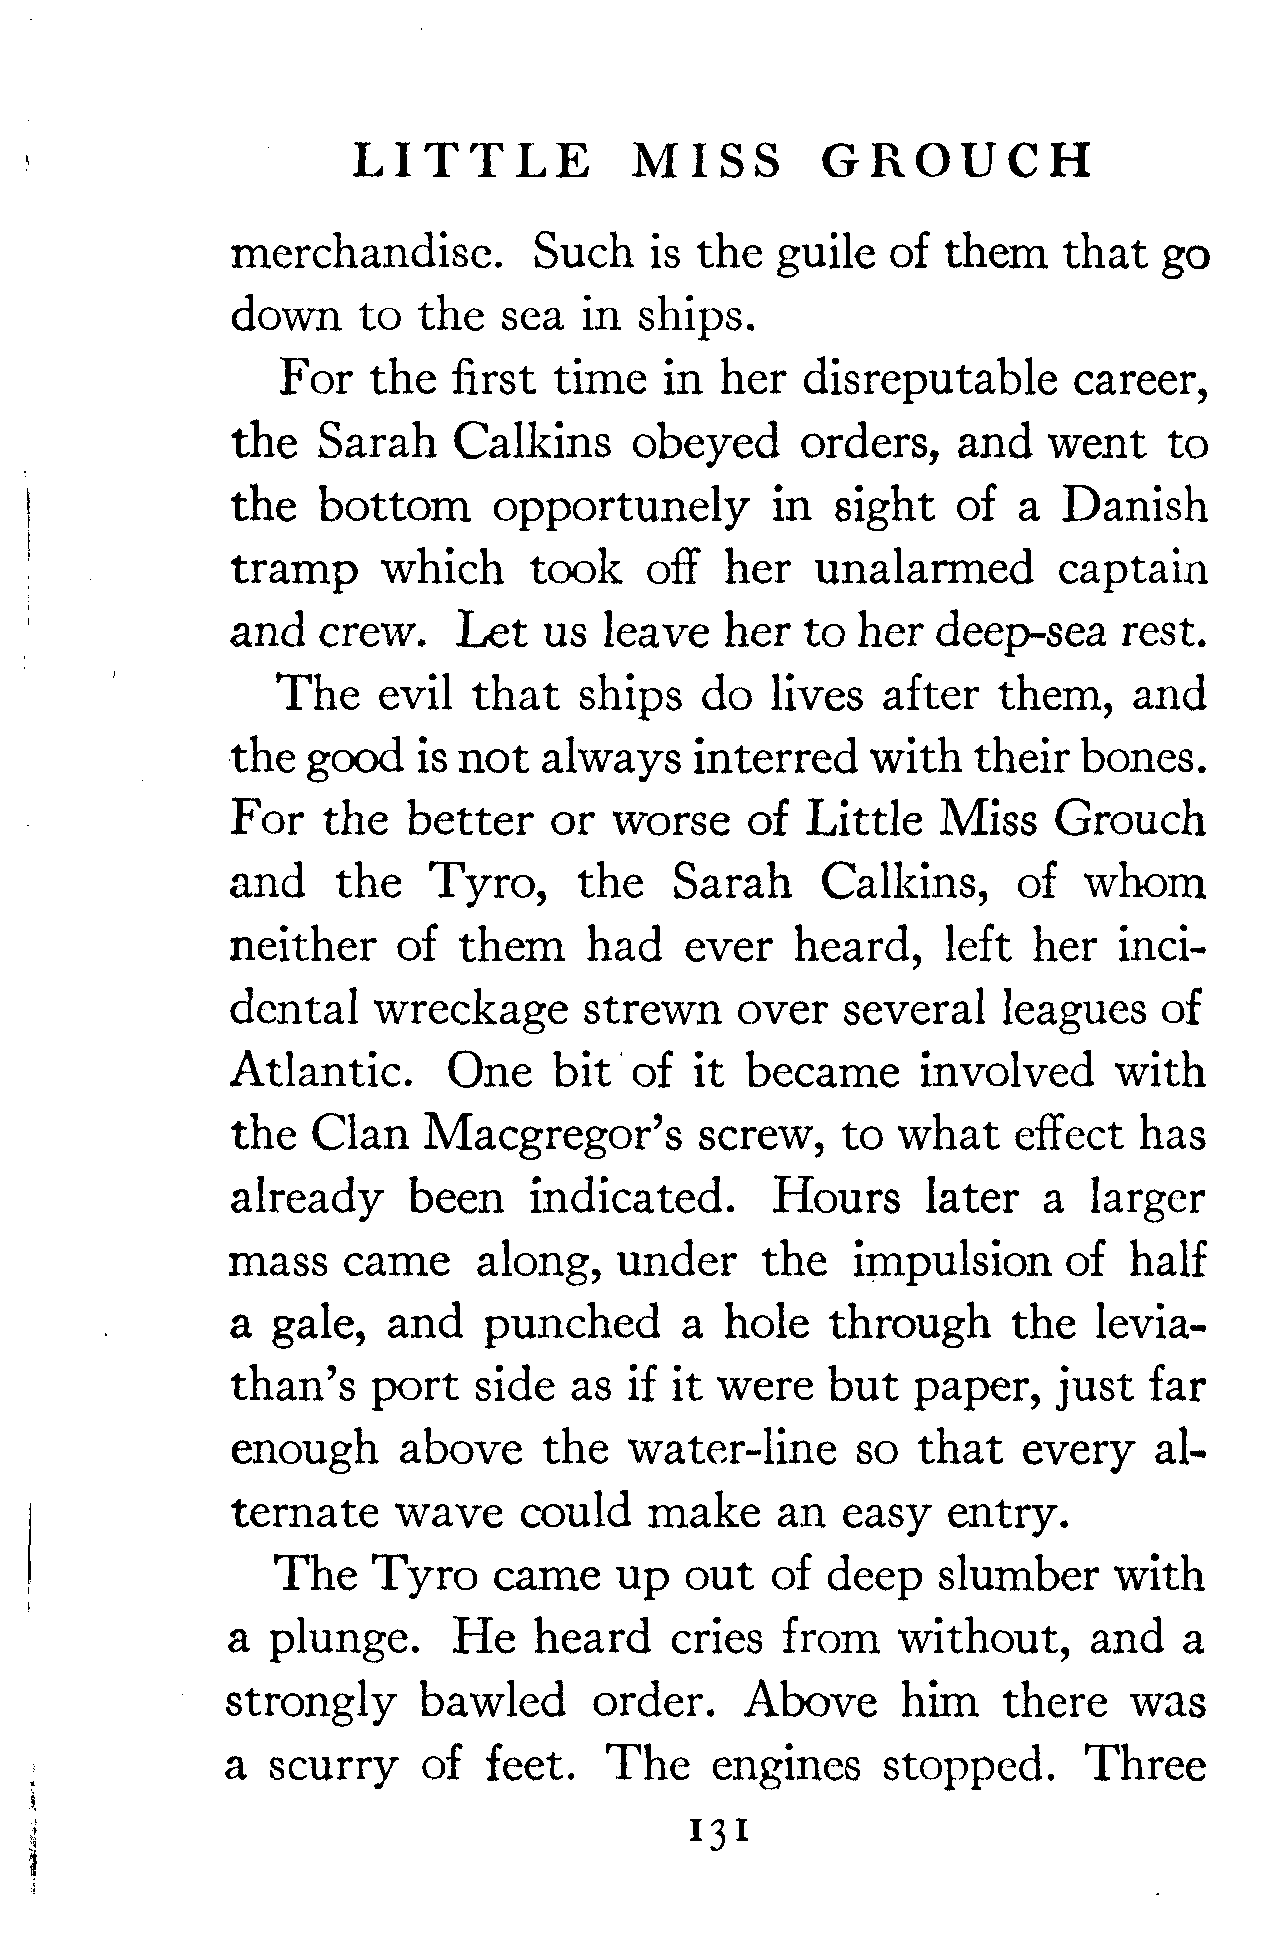 LITTLE MISS GROUCH
merchandise. Such is the guile of them that go
down to the sea in ships.
For the first time in her disreputable career,
the Sarah Calkins obeyed orders, and went to
the bottom opportunely in sight of a Danish
tramp which took off her unalarmed captain
and crew. Let us leave her to her deep-sea rest.
The evil that ships do lives after them, and
the good is not always interred with their bones.
For the better or worse of Little Miss Grouch
and the Tyro, the Sarah Calkins, of whom
neither of them had ever heard, left her inci-
dental wreckage strewn over several leagues of
Atlantic. One bit of it became involved with
the Clan Macgregor's screw, to what effect has
already been indicated. Hours later a larger
mass came along, under the impulsion of half
a gale, and punched a hole through the levia-
than's port side as if it were but paper, just far
enough above the water-line so that every al-
ternate wave could make an easy entry.
The Tyro came up out of deep slumber with
a plunge. He heard cries from without, and a
strongly bawled order. Above him there was
a scurry of feet. The engines stopped. Three
131